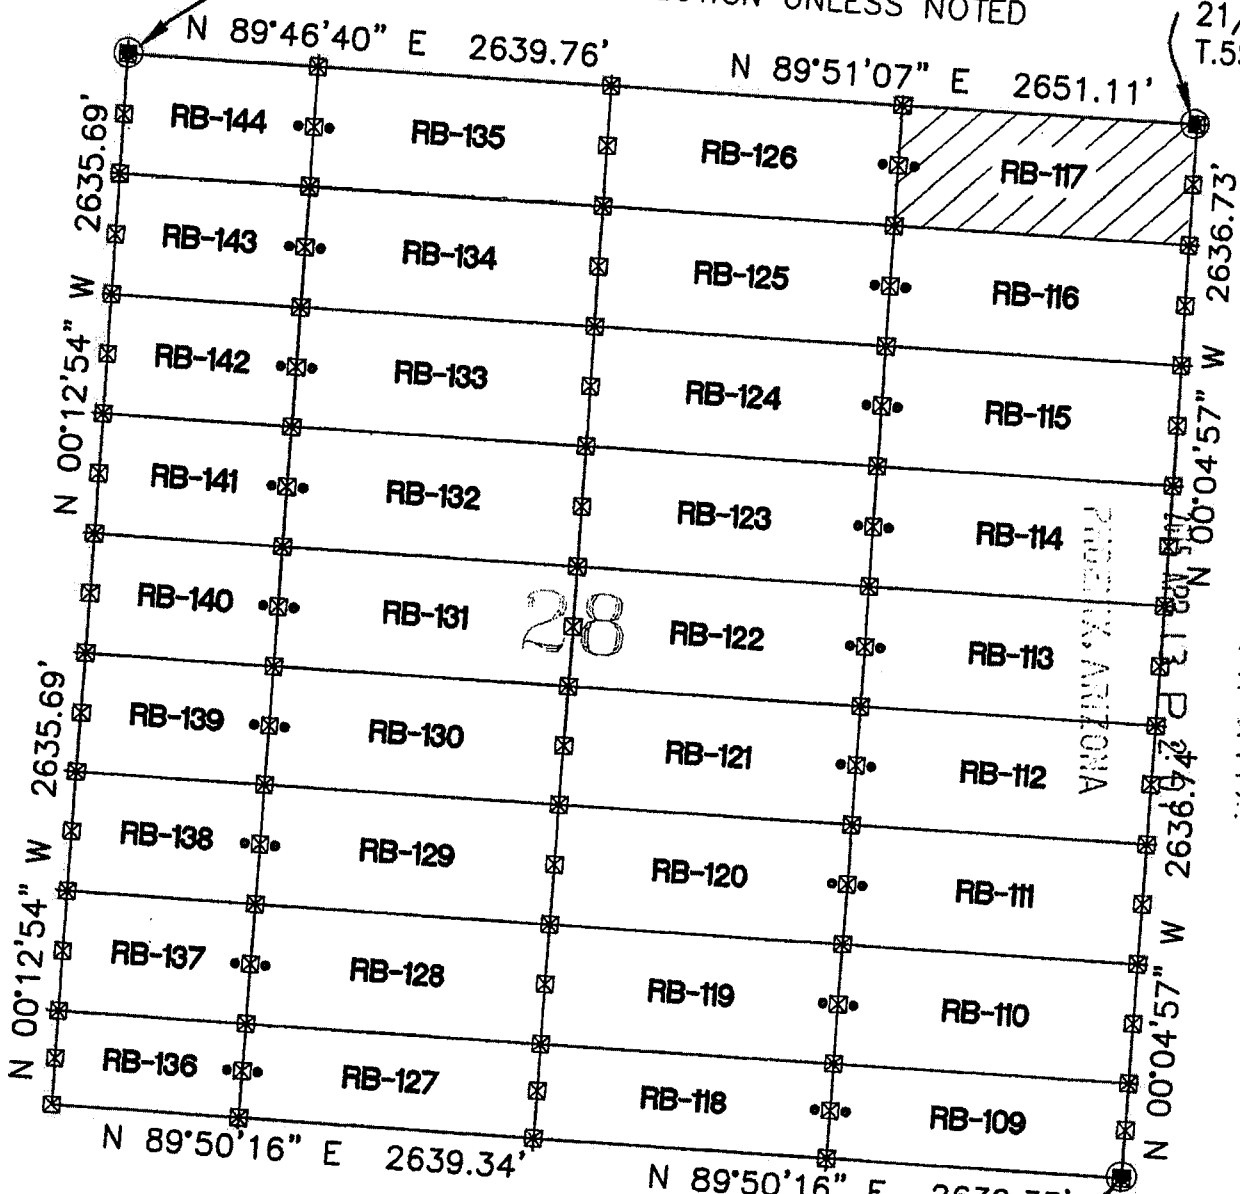 UNLESS NOTED
21/
N 89°46'40" E 2639.76'
N 89°51'07" E 2651.11'
2635.69'
N 00°12'54" W
2636.73'
N 00°04'57" W
RB-144 RB-135 RB-126 RB-117
RB-143 RB-134 RB-125 RB-116
RB-142 RB-133 RB-124 RB-115
RB-141 RB-132 RB-123 RB-114
RB-140 RB-131 28 RB-122 RB-113
RB-139 RB-130 RB-121 RB-112
RB-138 RB-129 RB-120 RB-111
RB-137 RB-128 RB-119 RB-110
RB-136 RB-127 RB-118 RB-109
PHOENIX, ARIZONA
2635.69'
N 00°12'54" W
2636.74'
N 00°04'57" W
N 89°50'16" E 2639.34'
N 89°50'16" E